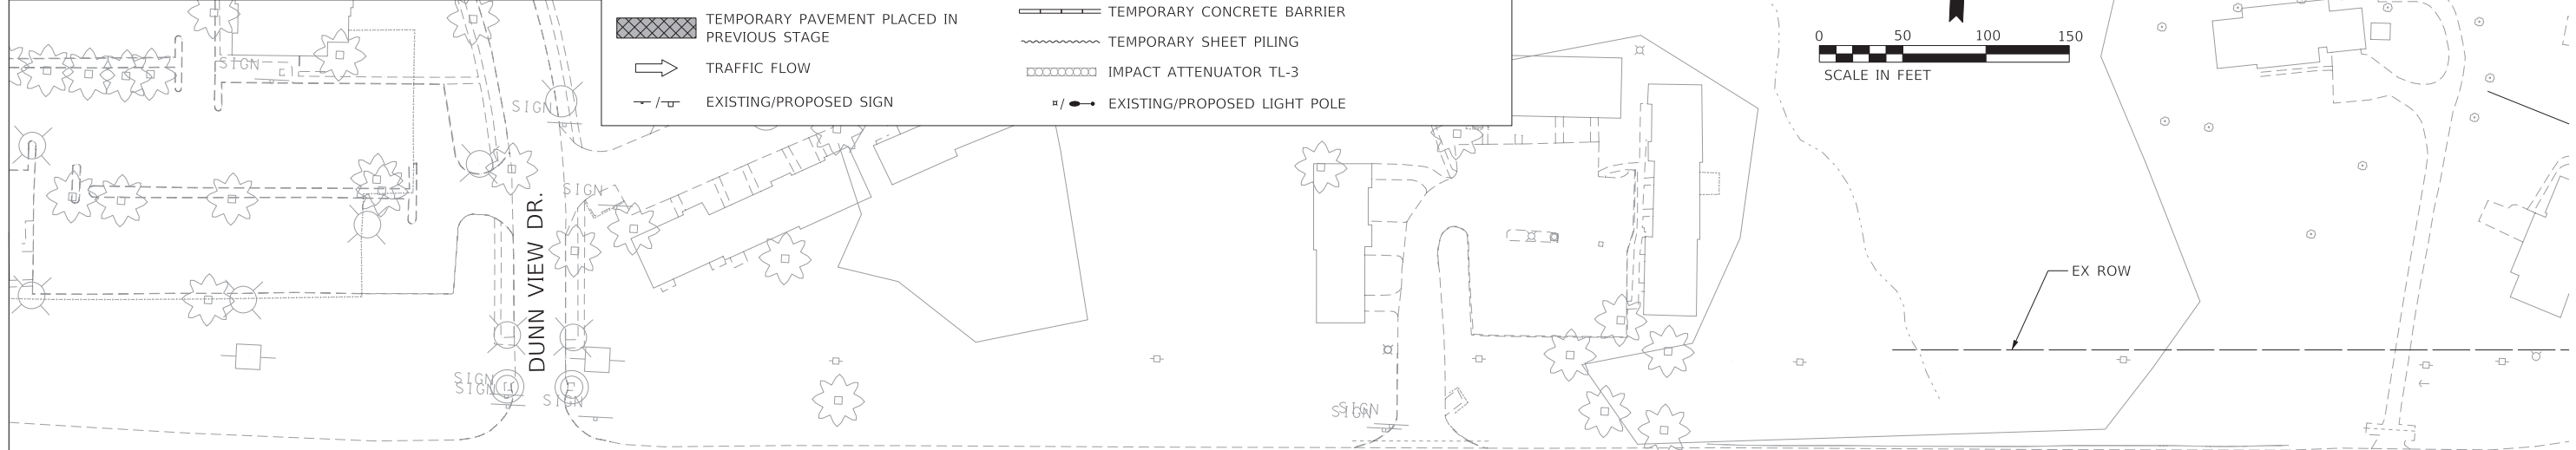 TEMPORARY PAVEMENT PLACED IN
PREVIOUS STAGE
TRAFFIC FLOW
EXISTING/PROPOSED SIGN
TEMPORARY CONCRETE BARRIER
TEMPORARY SHEET PILING
IMPACT ATTENUATOR TL-3
EXISTING/PROPOSED LIGHT POLE
0 50 100 150
SCALE IN FEET
SIGN
SIGN
SIGN
DUNN VIEW DR.
EX ROW
SIGN
SIGN
SIGN
SIGN
SIGN